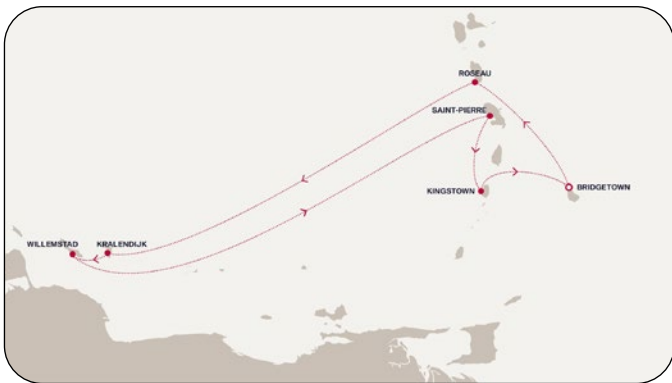 ROSEAU
SAINT-PIERRE
KINGSTOWN
BRIDGETOWN
WILLEMSTAD
KRALENDIJK